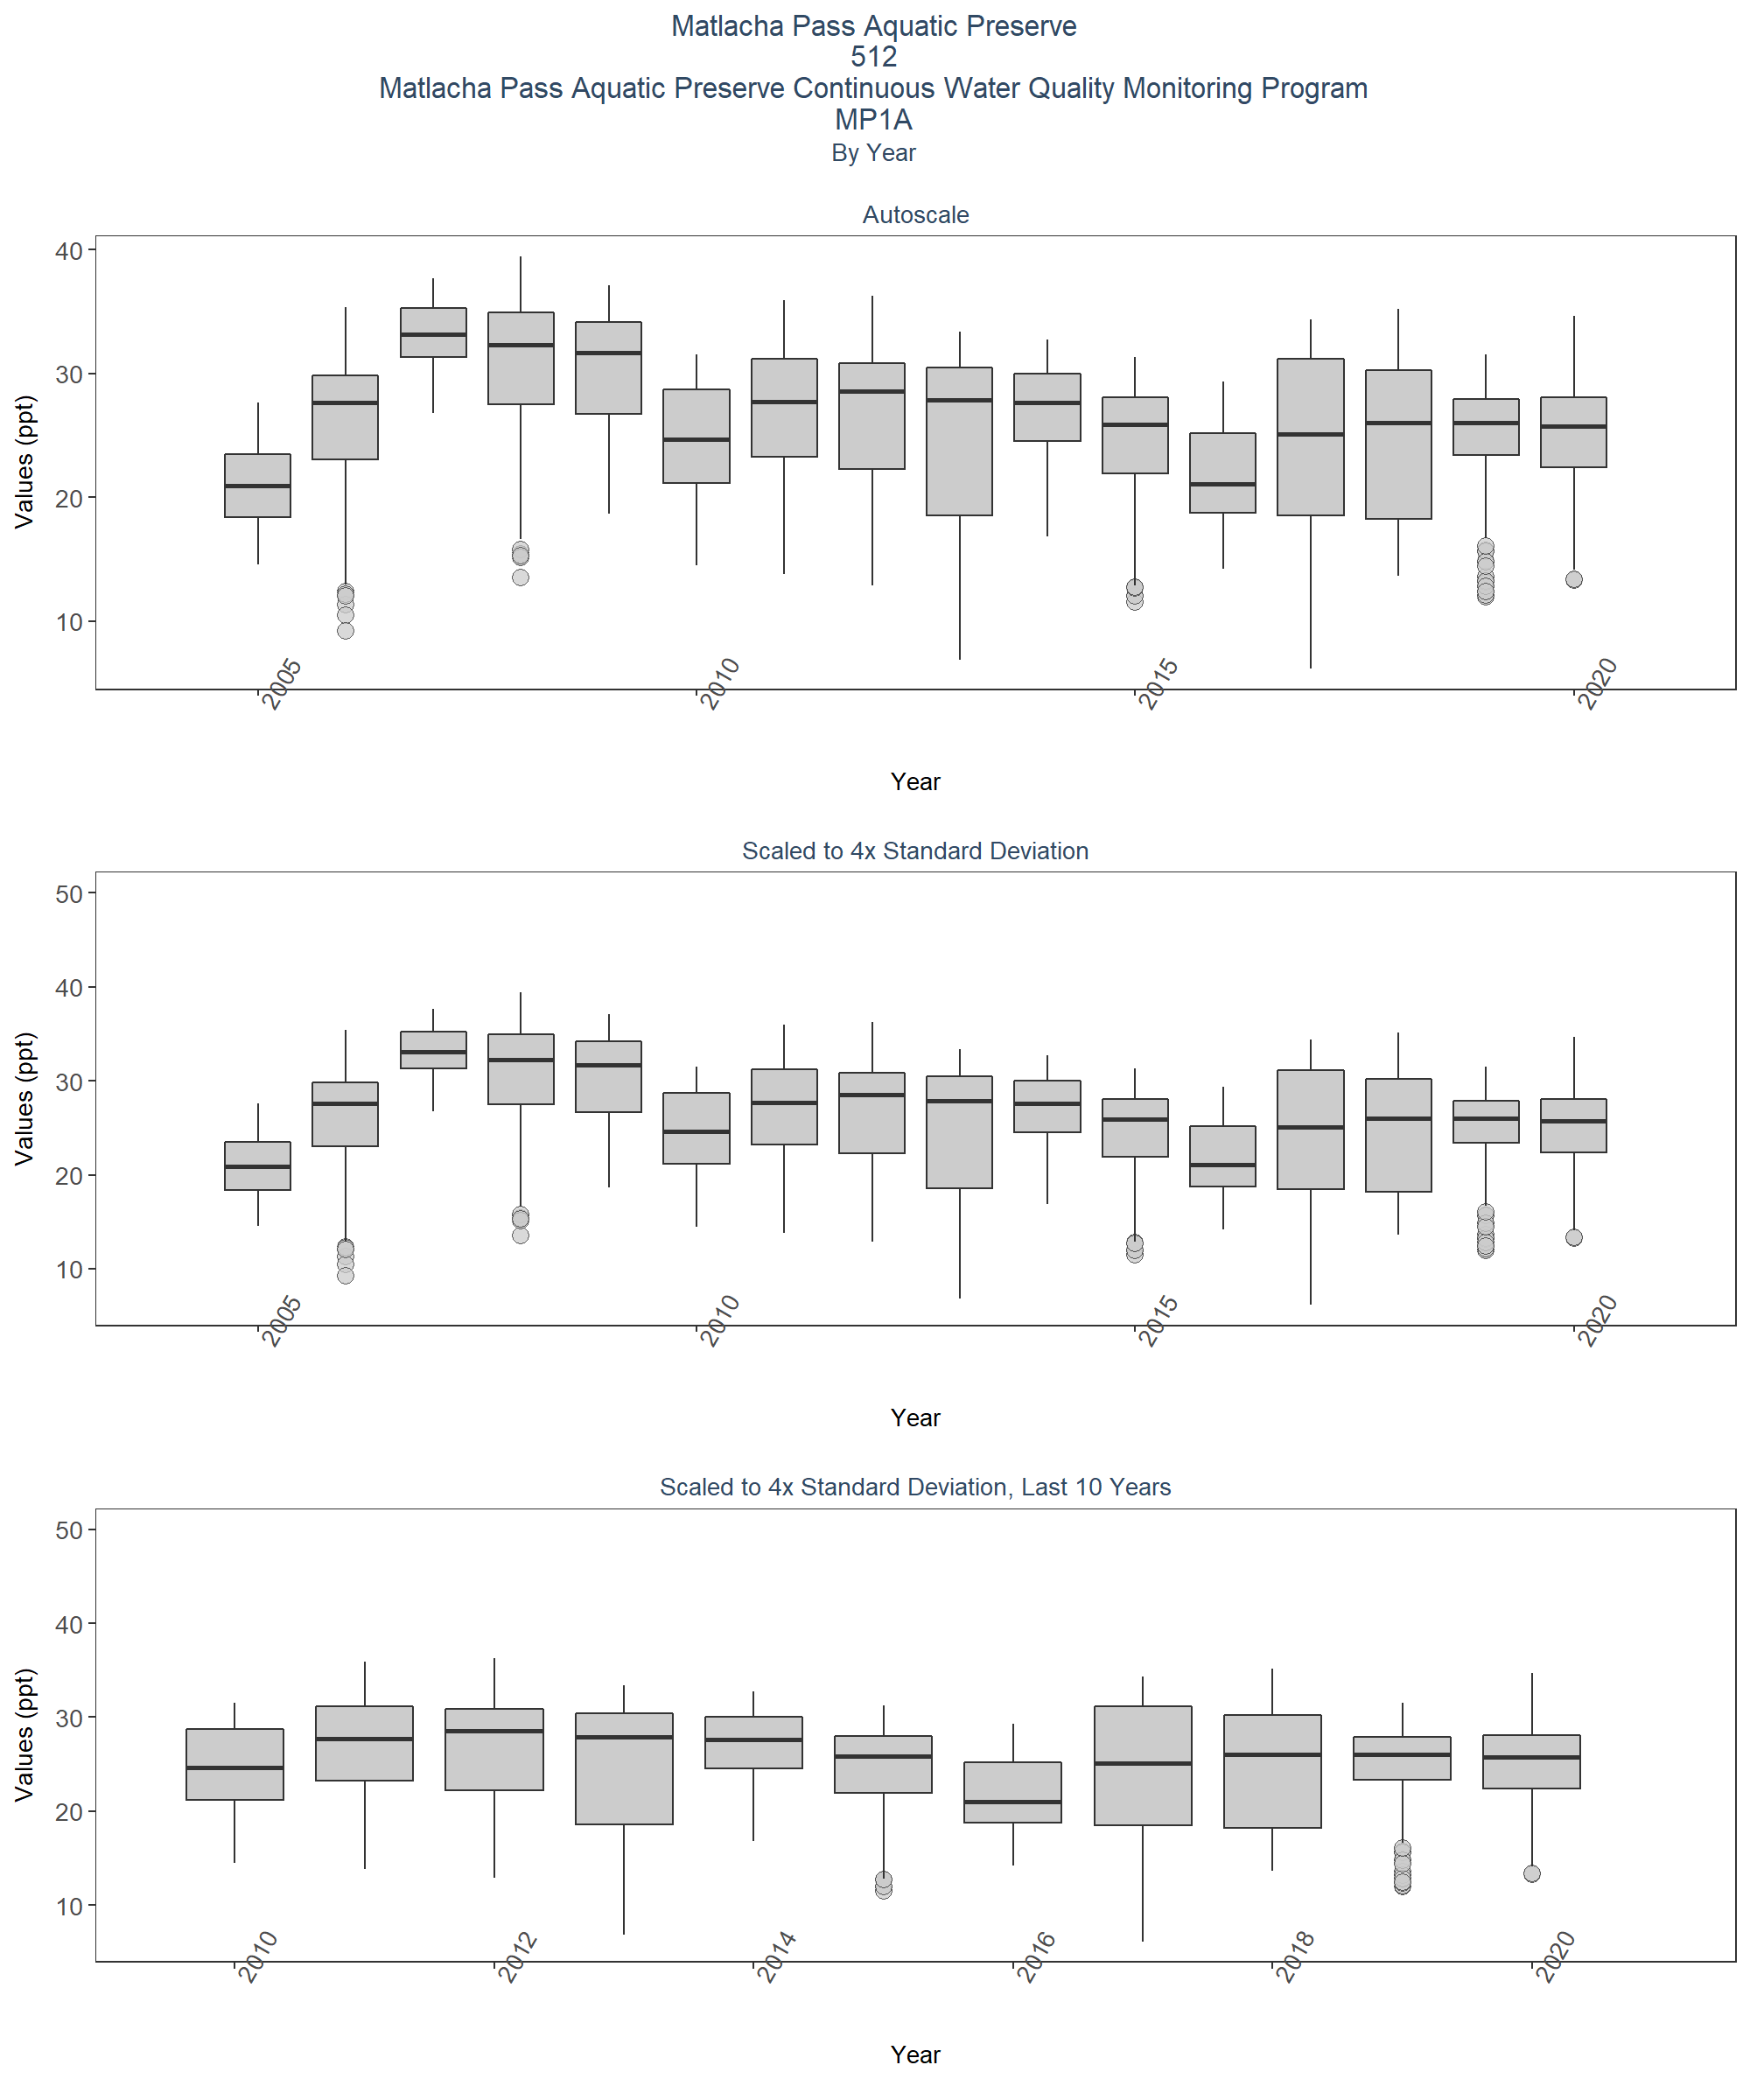 Matlacha Pass Aquatic Preserve
512
Matlacha Pass Aquatic Preserve Continuous Water Quality Monitoring Program
MP1A
By Year
Autoscale
Values (ppt)
40
30
20
10
2005
2010
2015
2020
Year
Scaled to 4x Standard Deviation
Values (ppt)
50
40
30
20
10
2005
2010
2015
2020
Year
Scaled to 4x Standard Deviation, Last 10 Years
Values (ppt)
50
40
30
20
10
2010
2012
2014
2016
2018
2020
Year